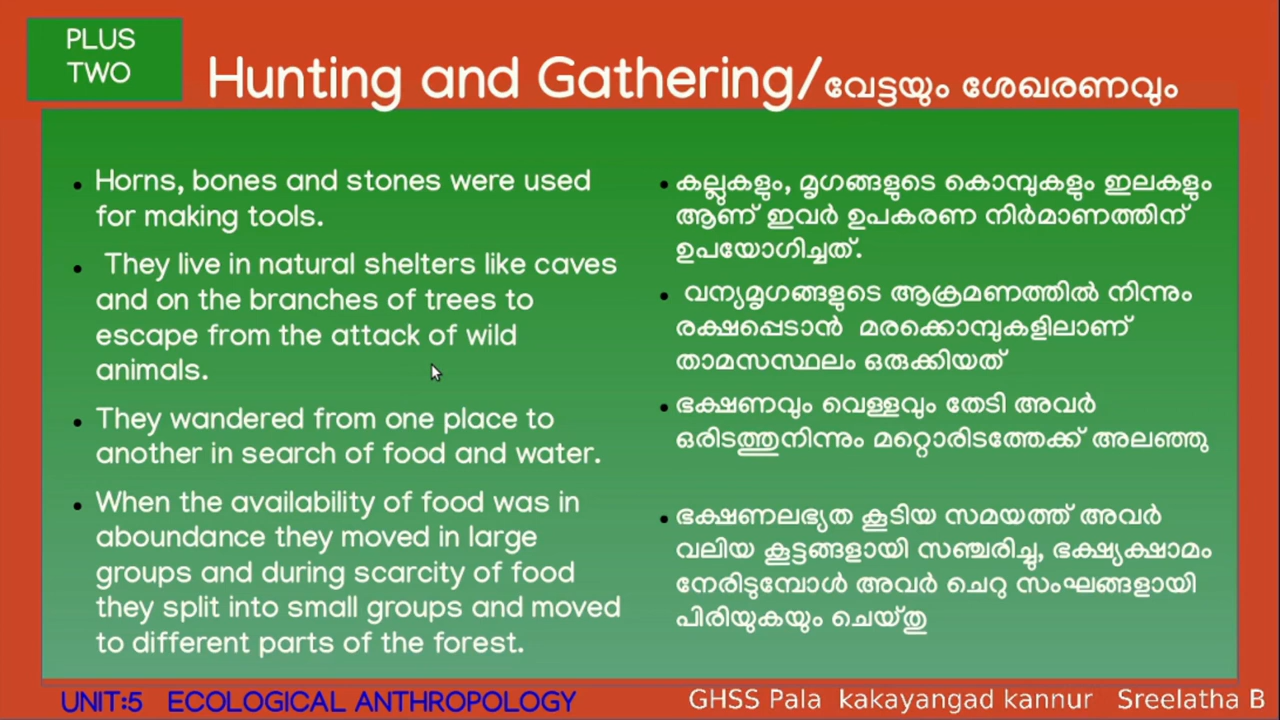 PLUS
TWO
Hunting and Gathering/വേട്ടയും ശേഖരണവും
• Horns, bones and stones were used
for making tools.
• They live in natural shelters like caves
and on the branches of trees to
escape from the attack of wild
animals.
• They wandered from one place to
another in search of food and water.
• When the availability of food was in
aboundance they moved in large
groups and during scarcity of food
they split into small groups and moved
to different parts of the forest.
• കല്ലുകളും, മൃഗങ്ങളുടെ കൊമ്പുകളും ഇലകളും
ആണ് ഇവർ ഉപകരണ നിർമാണത്തിന്
ഉപയോഗിച്ചത്.
• വന്യമൃഗങ്ങളുടെ ആക്രമണത്തിൽ നിന്നും
രക്ഷപ്പെടാൻ മരക്കൊമ്പുകളിലാണ്
താമസസ്ഥലം ഒരുക്കിയത്
• ഭക്ഷണവും വെള്ളവും തേടി അവർ
ഒരിടത്തുനിന്നും മറ്റൊരിടത്തേക്ക് അലഞ്ഞു
• ഭക്ഷണലഭ്യത കൂടിയ സമയത്ത് അവർ
വലിയ കൂട്ടങ്ങളായി സഞ്ചരിച്ചു, ഭക്ഷ്യക്ഷാമം
നേരിടുമ്പോൾ അവർ ചെറു സംഘങ്ങളായി
പിരിയുകയും ചെയ്തു
UNIT:5 ECOLOGICAL ANTHROPOLOGY
GHSS Pala kakayangad kannur Sreelatha B